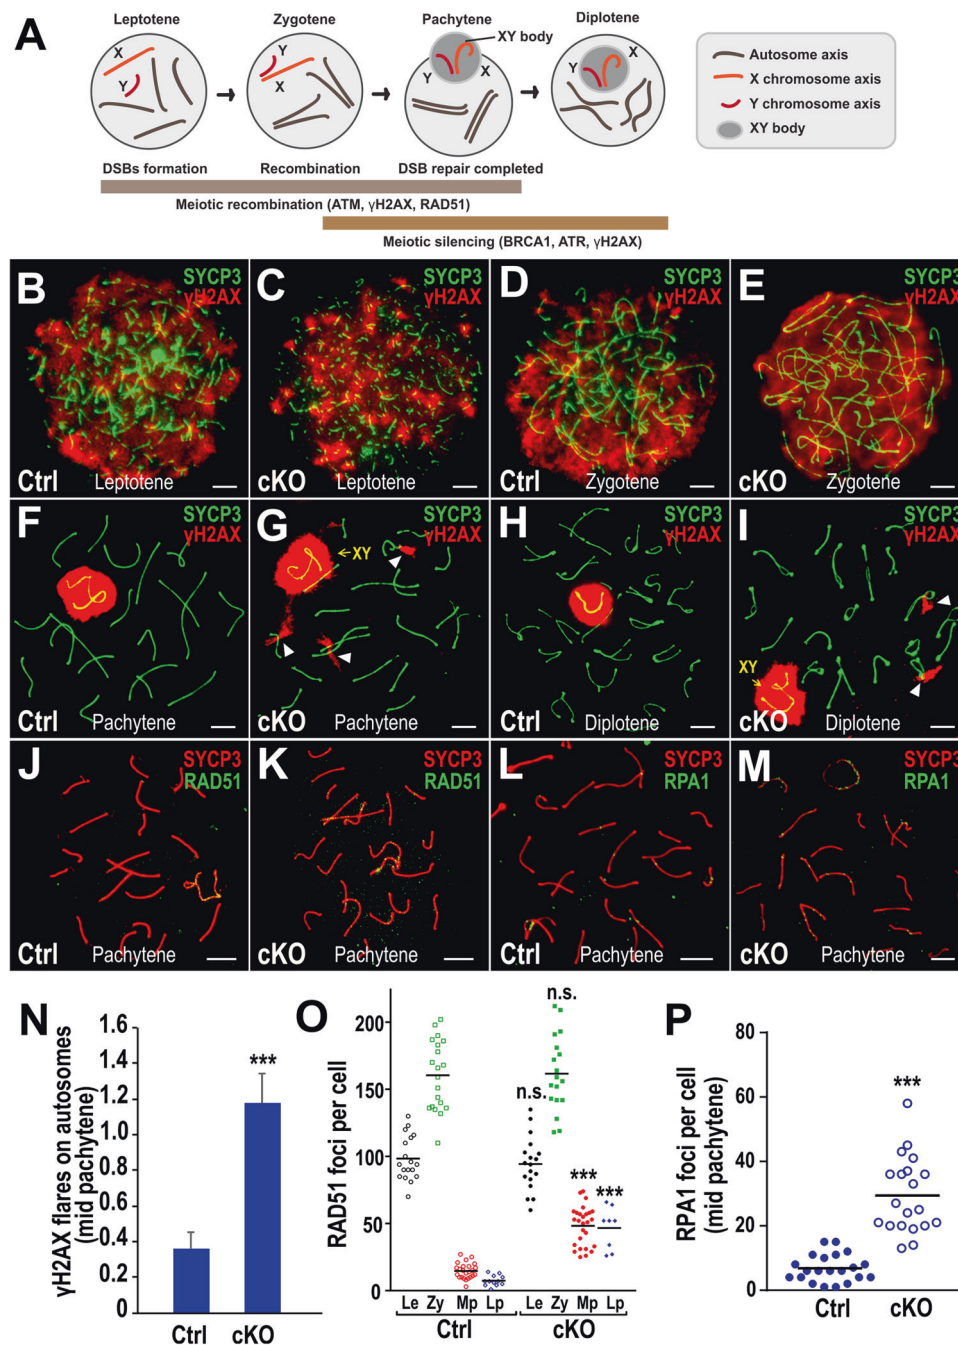 A
Leptotene
Zygotene
Pachytene
Diplotene
XY body
X
Y
Y
X
Y
X
Y
X
Autosome axis
X chromosome axis
Y chromosome axis
XY body
DSBs formation
Recombination
DSB repair completed
Meiotic recombination (ATM, γH2AX, RAD51)
Meiotic silencing (BRCA1, ATR, γH2AX)
B
SYCP3
γH2AX
Ctrl
Leptotene
C
SYCP3
γH2AX
cKO
Leptotene
D
SYCP3
γH2AX
Ctrl
Zygotene
E
SYCP3
γH2AX
cKO
Zygotene
F
SYCP3
γH2AX
Ctrl
Pachytene
G
SYCP3
γH2AX
XY
cKO
Pachytene
H
SYCP3
γH2AX
Ctrl
Diplotene
I
SYCP3
γH2AX
XY
cKO
Diplotene
J
SYCP3
RAD51
Ctrl
Pachytene
K
SYCP3
RAD51
cKO
Pachytene
L
SYCP3
RPA1
Ctrl
Pachytene
M
SYCP3
RPA1
cKO
Pachytene
N
γH2AX flares on autosomes
(mid pachytene)
1.6
1.4
1.2
1.0
0.8
0.6
0.4
0.2
0
***
Ctrl
cKO
O
RAD51 foci per cell
200
150
100
50
0
n.s.
n.s.
***
***
Le
Zy
Mp
Lp
Le
Zy
Mp
Lp
Ctrl
cKO
P
RPA1 foci per cell
(mid pachytene)
80
60
40
20
0
***
Ctrl
cKO